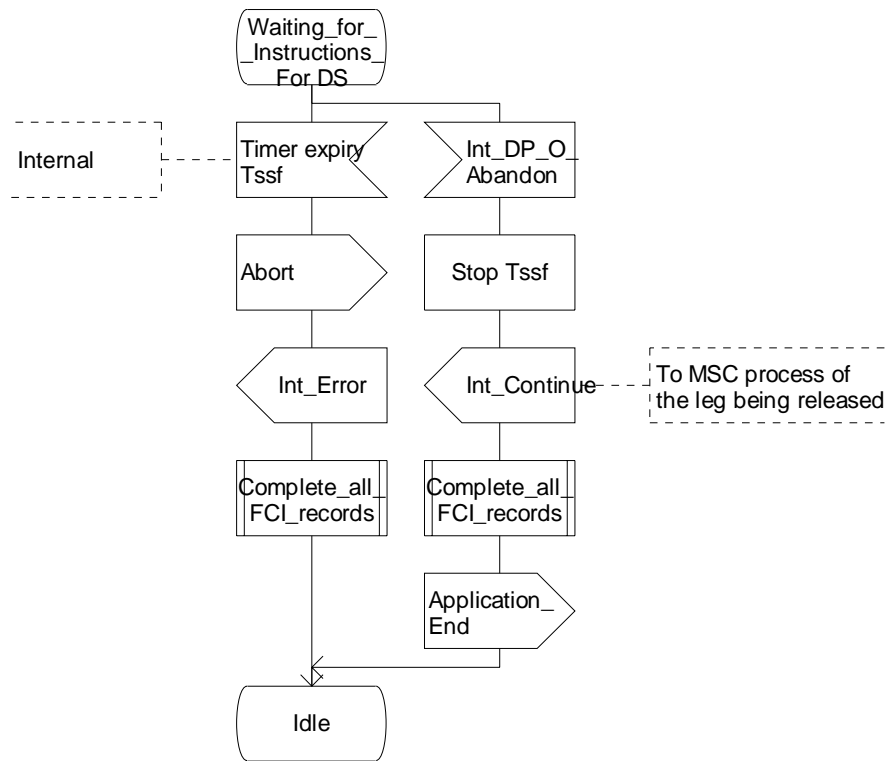 Waiting_for_
_Instructions_
For DS
Internal
Timer expiry
Tssf
Int_DP_O_
Abandon
Abort
Stop Tssf
Int_Error
Int_Continue
To MSC process of
the leg being released
Complete_all_
FCI_records
Complete_all_
FCI_records
Application_
End
Idle